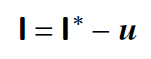 l = l* − u